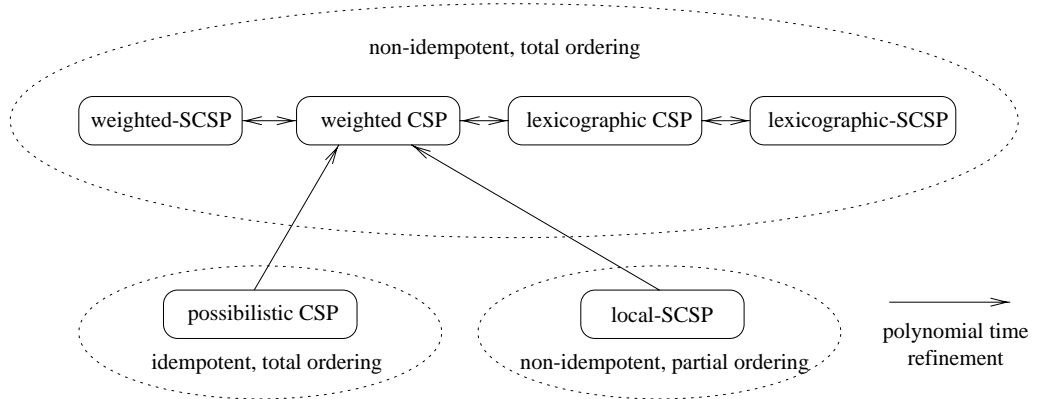 non-idempotent, total ordering
weighted-SCSP
weighted CSP
lexicographic CSP
lexicographic-SCSP
possibilistic CSP
idempotent, total ordering
local-SCSP
non-idempotent, partial ordering
polynomial time
refinement